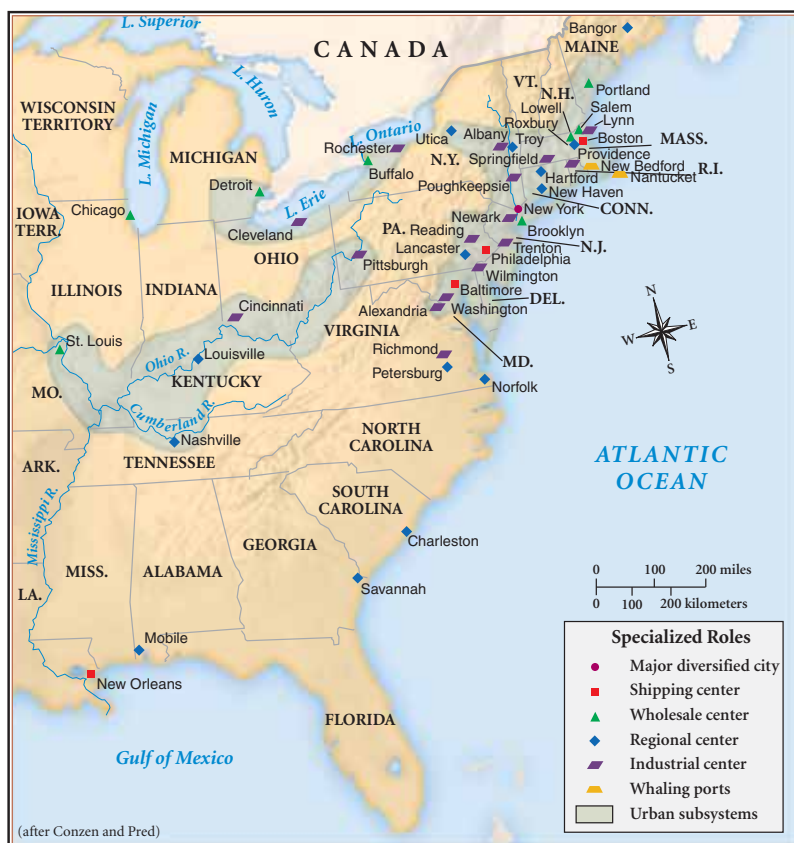 L. Superior
CANADA
Bangor
MAINE
L. Huron
VT.
Portland
WISCONSIN
TERRITORY
N.H.
Lowell
Salem
Roxbury
Lynn
L. Michigan
L. Ontario
Utica
Albany
Troy
Boston
MASS.
Rochester
MICHIGAN
N.Y.
Springfield
Providence
New Bedford
R.I.
Nantucket
Hartford
Buffalo
Detroit
Poughkeepsie
New Haven
CONN.
L. Erie
Chicago
IOWA
TERR.
Newark
New York
Cleveland
PA.
Reading
Brooklyn
N.J.
OHIO
Lancaster
Trenton
Philadelphia
Pittsburgh
Wilmington
ILLINOIS
INDIANA
Baltimore
DEL.
Cincinnati
Alexandria
Washington
VIRGINIA
St. Louis
Ohio R.
Louisville
Richmond
MD.
KENTUCKY
Petersburg
Norfolk
MO.
Cumberland R.
Nashville
TENNESSEE
NORTH
CAROLINA
ARK.
ATLANTIC
OCEAN
Mississippi R.
SOUTH
CAROLINA
GEORGIA
Charleston
MISS.
ALABAMA
LA.
Savannah
Mobile
New Orleans
FLORIDA
Gulf of Mexico
N
W
E
S
0 100 200 miles
0 100 200 kilometers
Specialized Roles
Major diversified city
Shipping center
Wholesale center
Regional center
Industrial center
Whaling ports
Urban subsystems
(after Conzen and Pred)